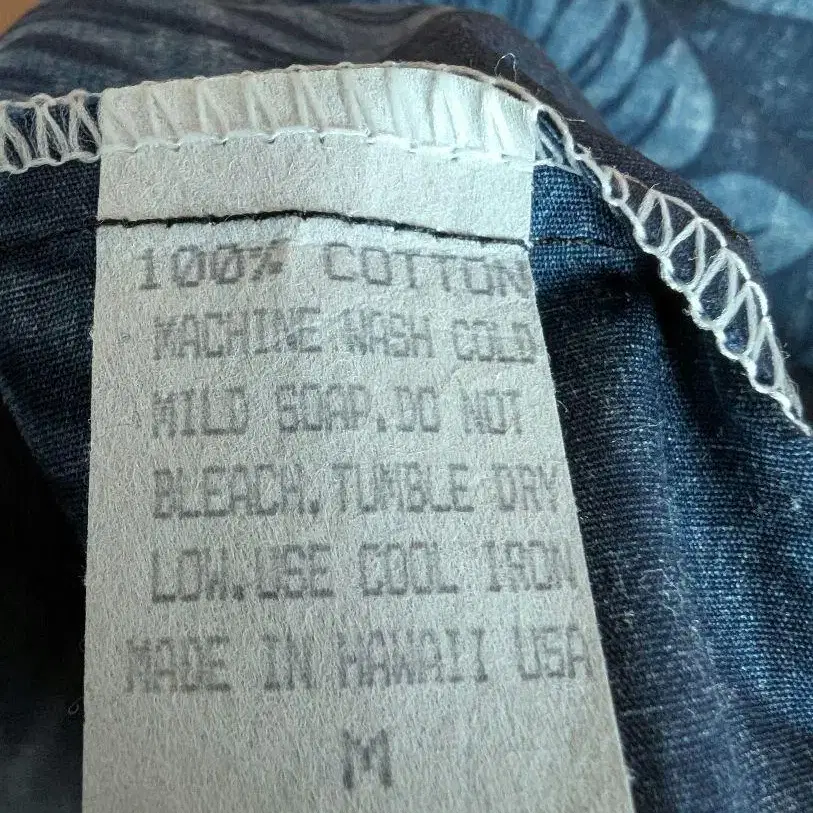 100% COTTON
MACHINE WASH COLD
MILD SOAP.DO NOT
BLEACH.TUMBLE DRY
LOW.USE COOL IRON
MADE IN HAWAII USA
M